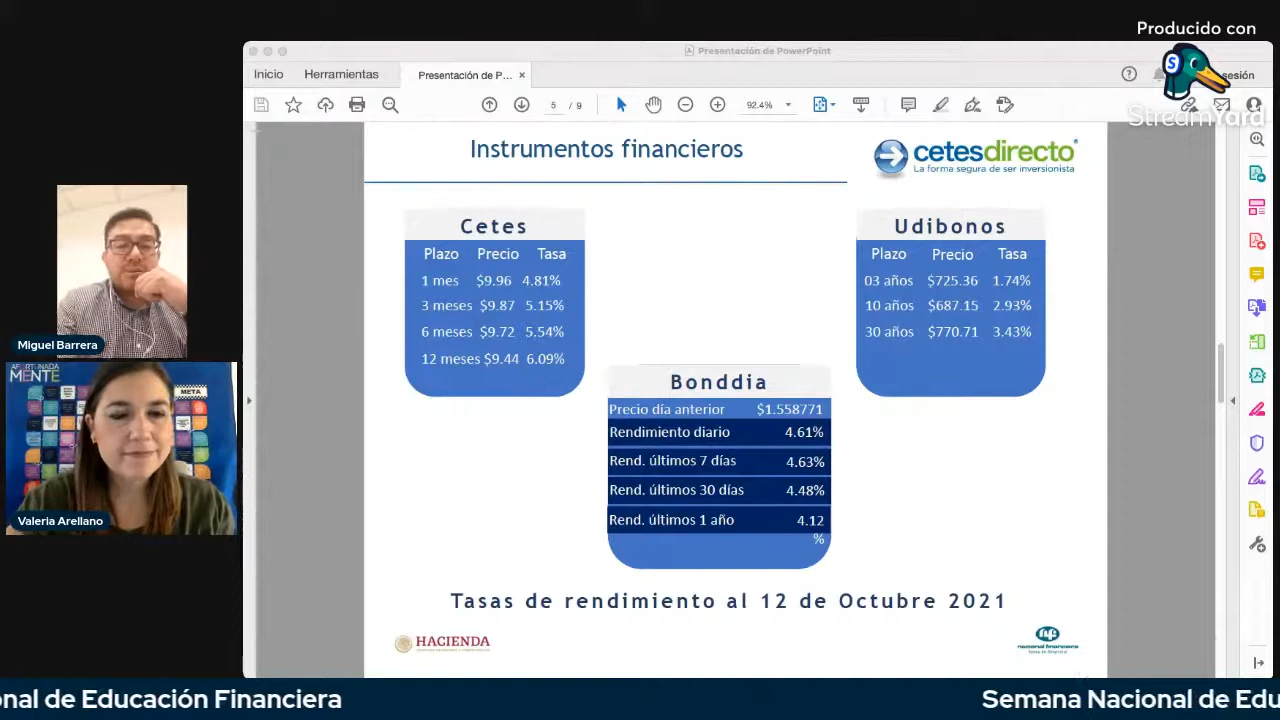 Producido con
StreamYard
Presentación de PowerPoint
Inicio
Herramientas
Presentación de P... ×
sesión
5 / 9
92.4%
Instrumentos financieros
cetesdirecto
La forma segura de ser inversionista
Cetes
Plazo Precio Tasa
1 mes $9.96 4.81%
3 meses $9.87 5.15%
6 meses $9.72 5.54%
12 meses $9.44 6.09%
Udibonos
Plazo Precio Tasa
03 años $725.36 1.74%
10 años $687.15 2.93%
30 años $770.71 3.43%
Bonddia
Precio día anterior $1.558771
Rendimiento diario 4.61%
Rend. últimos 7 días 4.63%
Rend. últimos 30 días 4.48%
Rend. últimos 1 año 4.12
%
Tasas de rendimiento al 12 de Octubre 2021
HACIENDA
nafi
nacional financiera
Miguel Barrera
MENTE
META
Valeria Arellano
onal de Educación Financiera
Semana Nacional de Edu